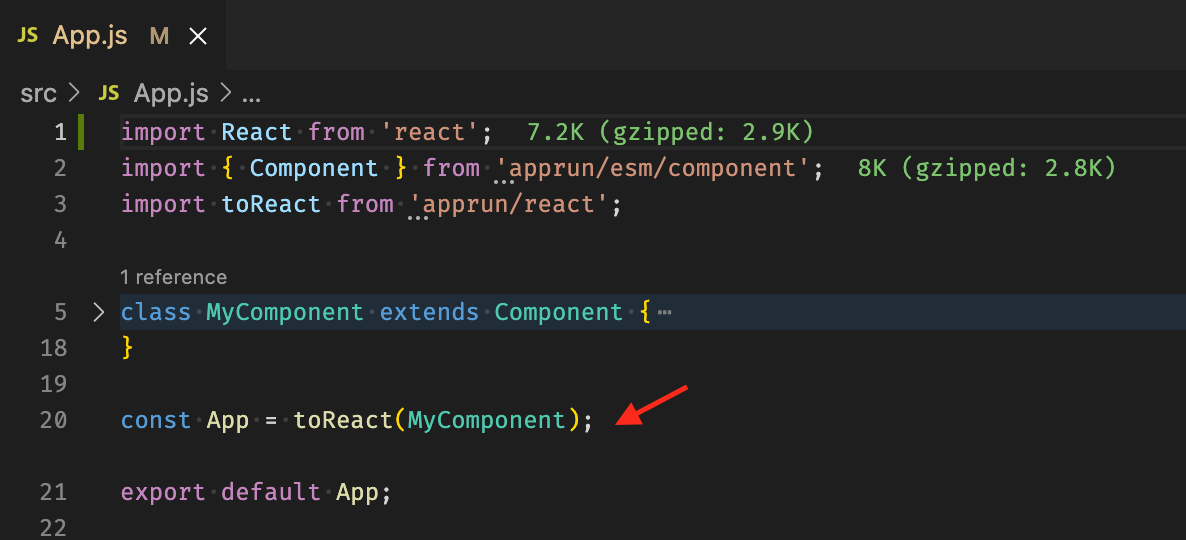 JS App.js M
src > JS App.js > ...
1 import React from 'react'; 7.2K (gzipped: 2.9K)
2 import { Component } from 'apprun/esm/component'; 8K (gzipped: 2.8K)
3 import toReact from 'apprun/react';
4
1 reference
5 class MyComponent extends Component { ⋯
18 }
19
20 const App = toReact(MyComponent);
21 export default App;
22